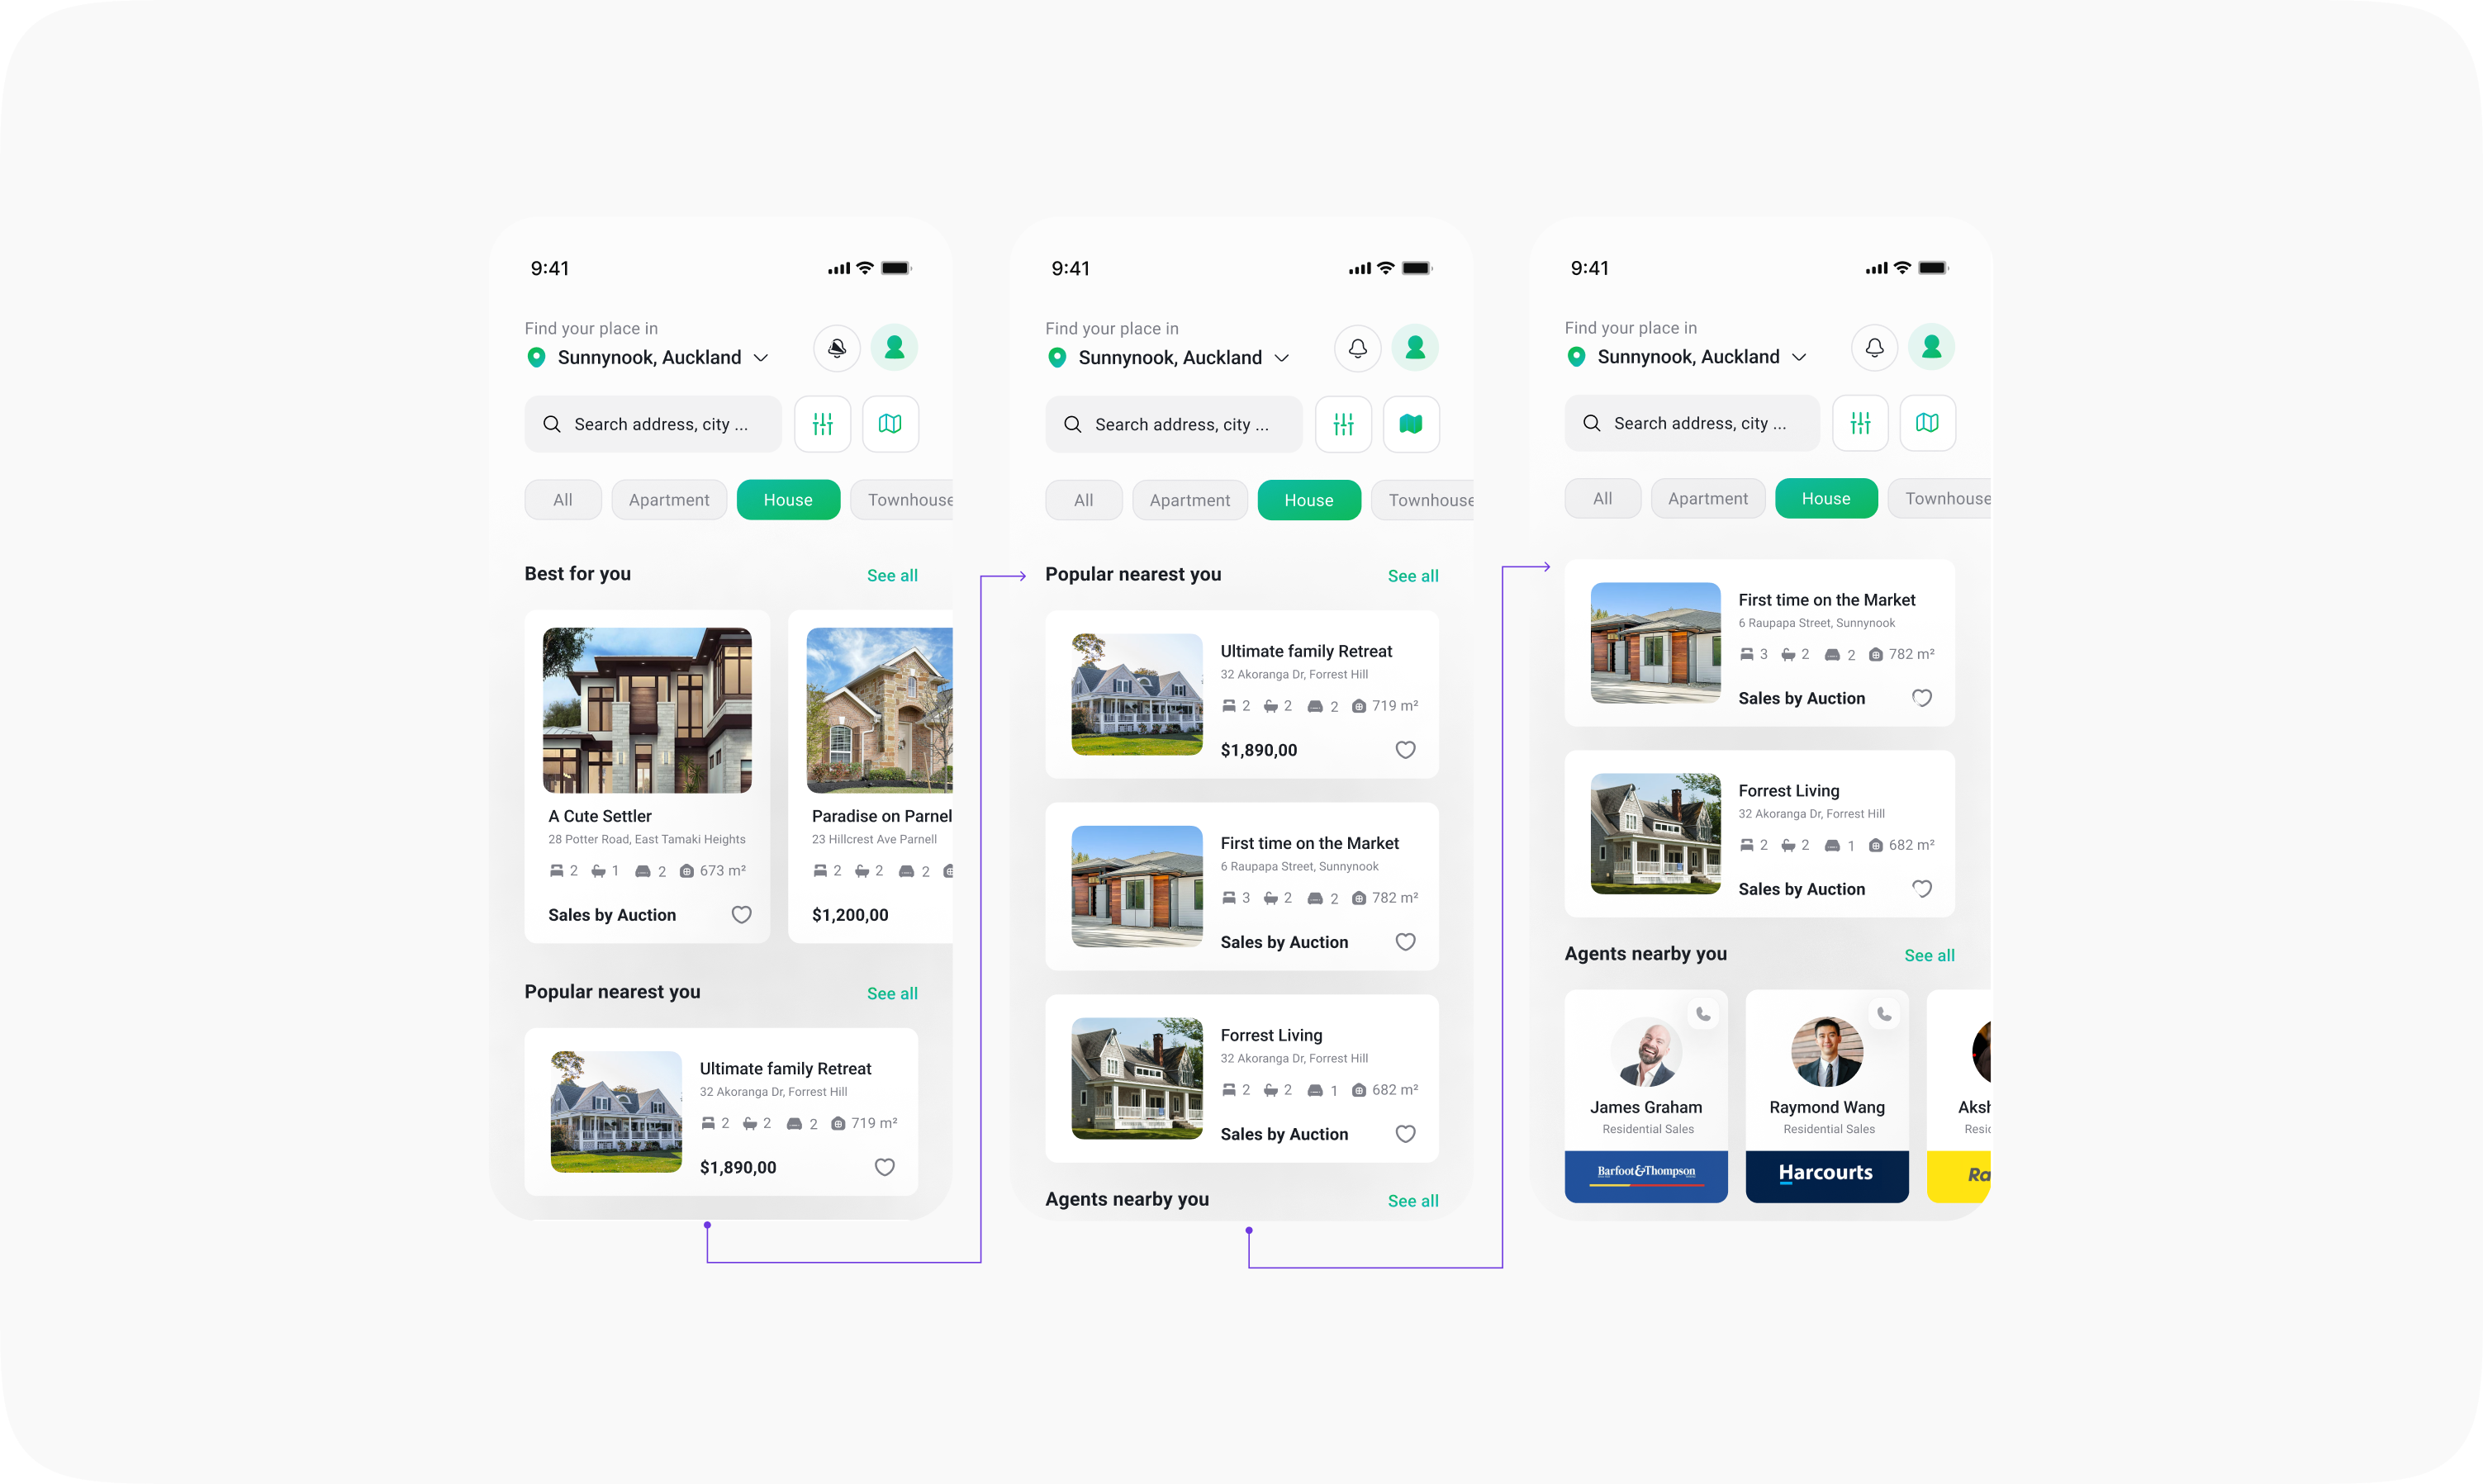 9:41
Find your place in
Sunnynook, Auckland
Search address, city ...
All
Apartment
House
Townhouse
Best for you
See all
A Cute Settler
28 Potter Road, East Tamaki Heights
2 1 2 673 m²
Sales by Auction
Paradise on Parnel
23 Hillcrest Ave Parnell
2 2 2
$1,200,00
Popular nearest you
See all
Ultimate family Retreat
32 Akoranga Dr, Forrest Hill
2 2 2 719 m²
$1,890,00
9:41
Find your place in
Sunnynook, Auckland
Search address, city ...
All
Apartment
House
Townhouse
Popular nearest you
See all
Ultimate family Retreat
32 Akoranga Dr, Forrest Hill
2 2 2 719 m²
$1,890,00
First time on the Market
6 Raupapa Street, Sunnynook
3 2 2 782 m²
Sales by Auction
Forrest Living
32 Akoranga Dr, Forrest Hill
2 2 1 682 m²
Sales by Auction
Agents nearby you
See all
9:41
Find your place in
Sunnynook, Auckland
Search address, city ...
All
Apartment
House
Townhouse
First time on the Market
6 Raupapa Street, Sunnynook
3 2 2 782 m²
Sales by Auction
Forrest Living
32 Akoranga Dr, Forrest Hill
2 2 1 682 m²
Sales by Auction
Agents nearby you
See all
James Graham
Residential Sales
Barfoot&Thompson
Raymond Wang
Residential Sales
Harcourts
Aksh
Resid
Ra